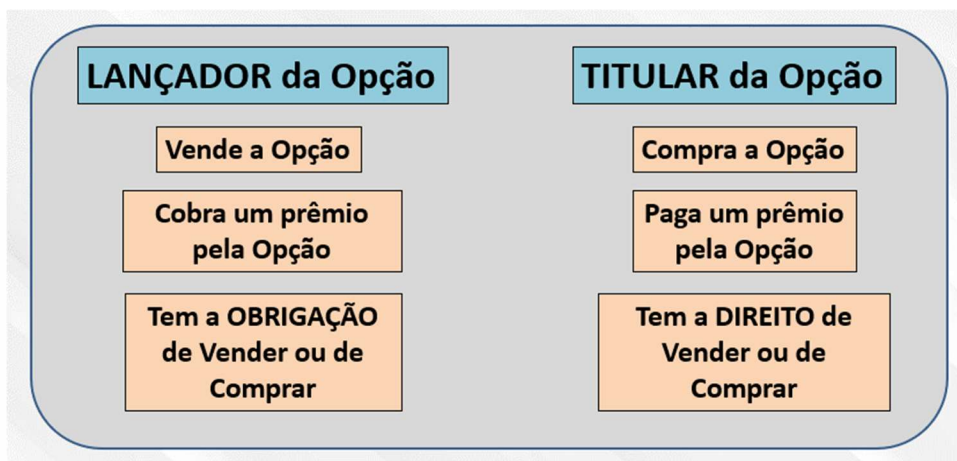 LANÇADOR da Opção
Vende a Opção
Cobra um prêmio
pela Opção
Tem a OBRIGAÇÃO
de Vender ou de
Comprar
TITULAR da Opção
Compra a Opção
Paga um prêmio
pela Opção
Tem a DIREITO de
Vender ou de
Comprar